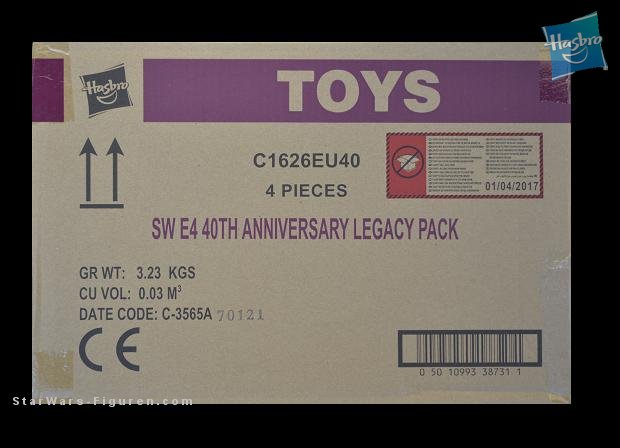 Hasbro
Hasbro
TOYS
C1626EU40
4 PIECES
01/04/2017
SW E4 40TH ANNIVERSARY LEGACY PACK
GR WT: 3.23 KGS
CU VOL: 0.03 M³
DATE CODE: C-3565A 70121
CE
0 50 10993 38731 1
StarWars-Figuren.com